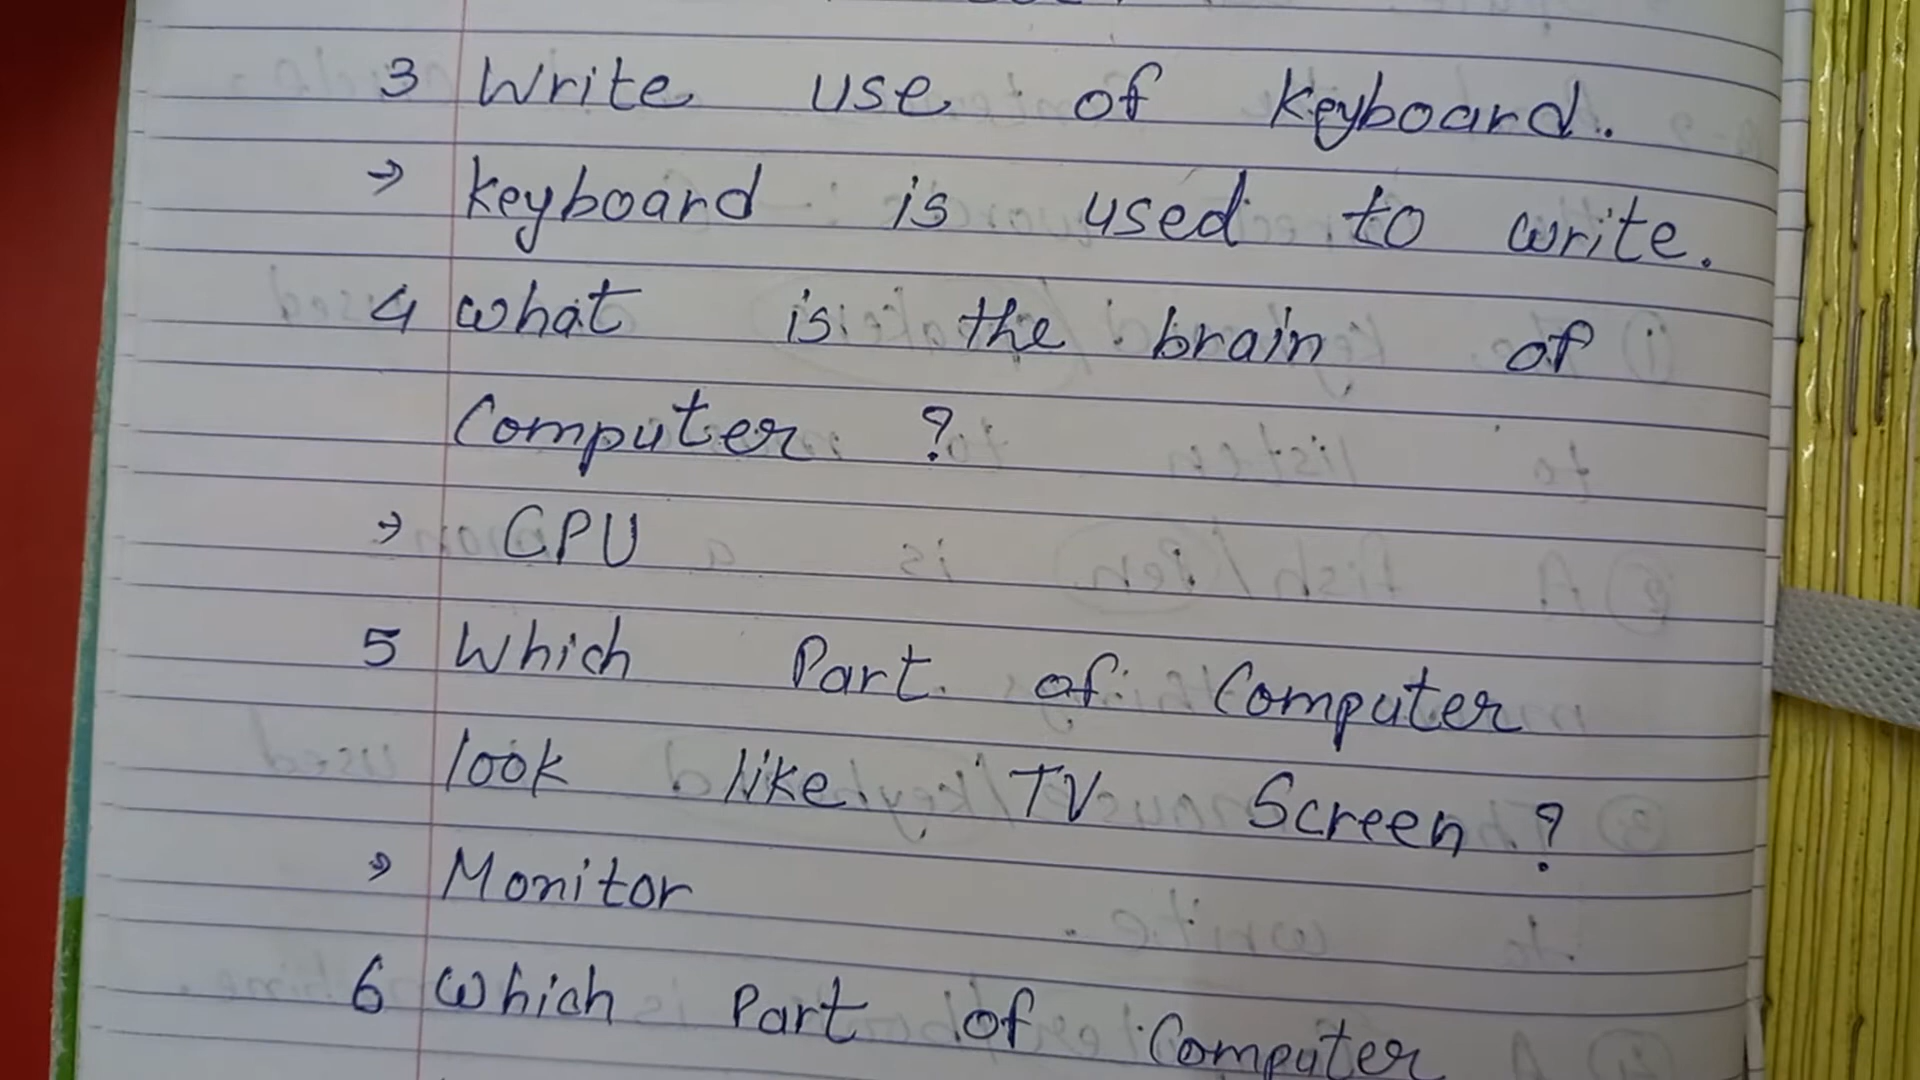 3 Write use of keyboard.
→ keyboard is used to write.
4 what is the brain of
Computer ?
→ CPU
5 Which Part of Computer
look like TV Screen ?
→ Monitor
6 Which Part of Computer